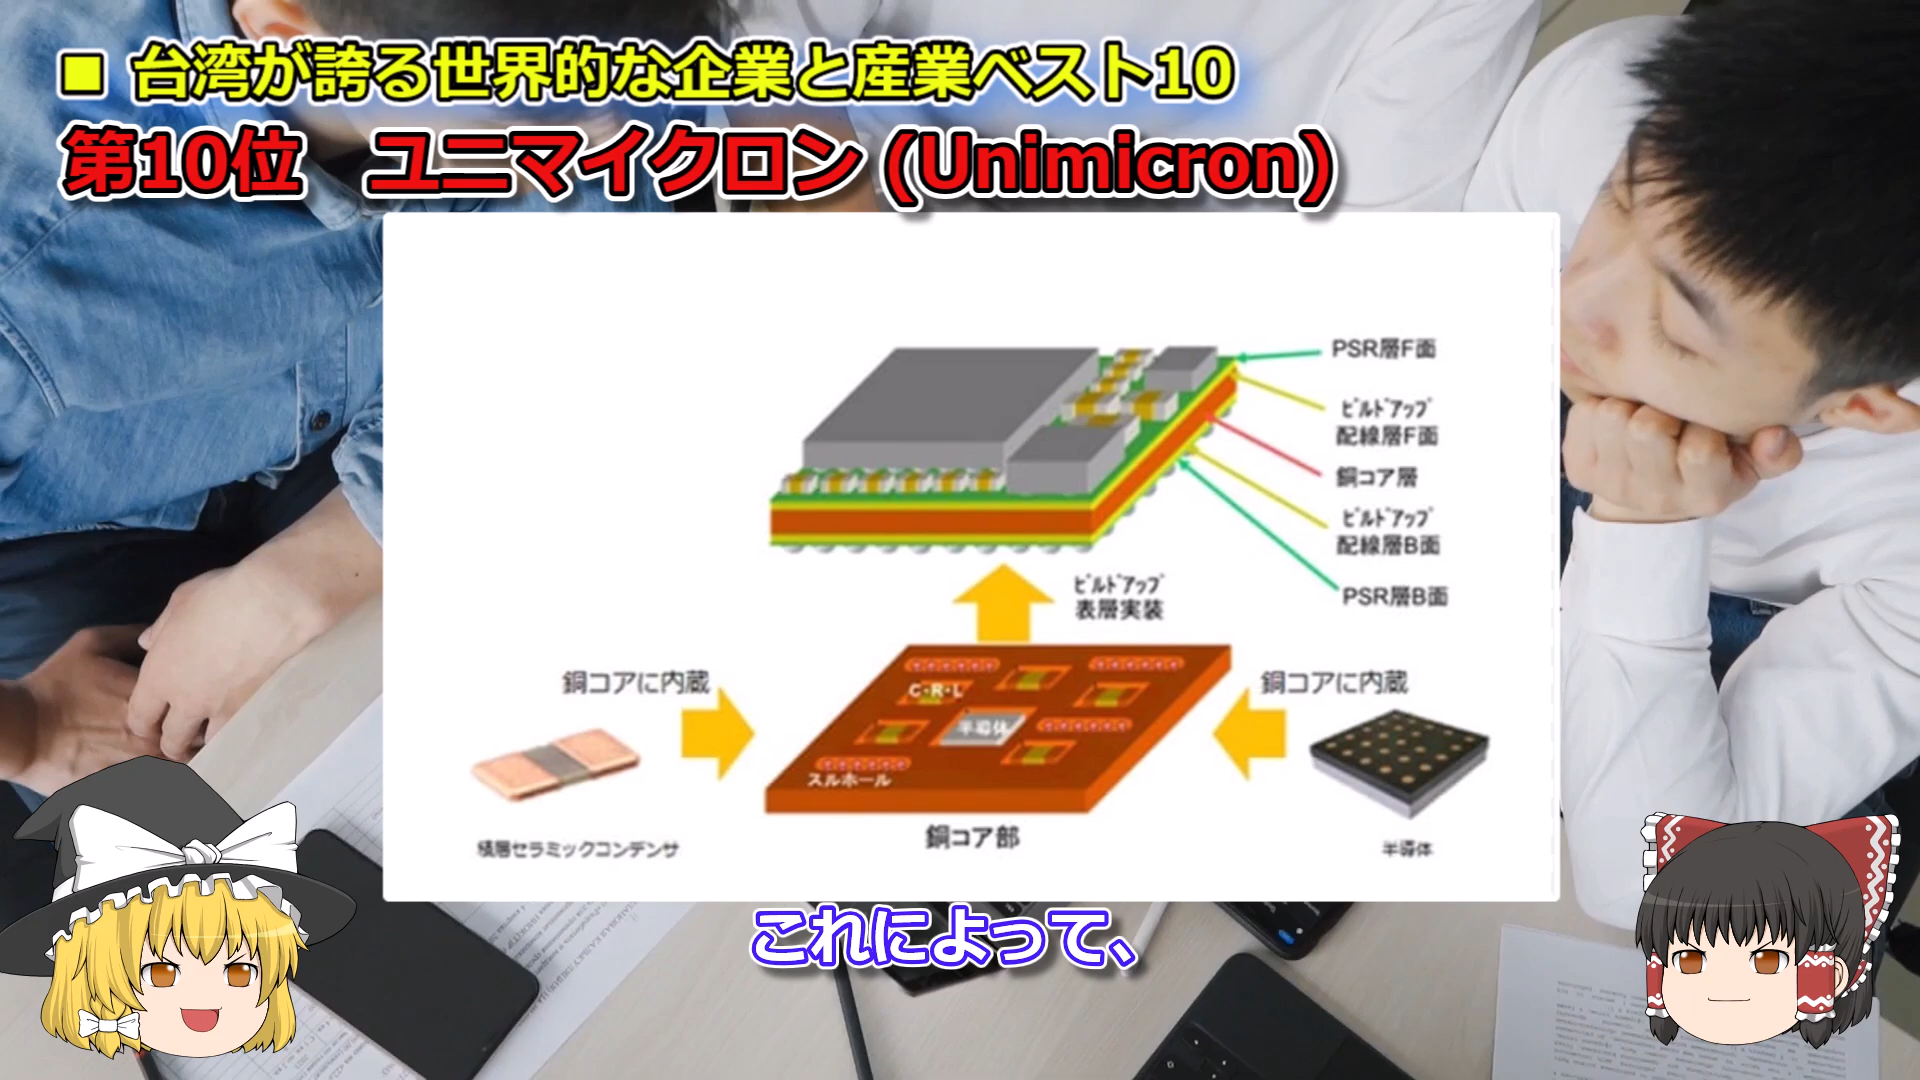 ■ 台湾が誇る世界的な企業と産業ベスト10
第10位　ユニマイクロン (Unimicron)
PSR層F面
ﾋﾞﾙﾄﾞｱｯﾌﾟ
配線層F面
銅コア層
ﾋﾞﾙﾄﾞｱｯﾌﾟ
配線層B面
PSR層B面
ﾋﾞﾙﾄﾞｱｯﾌﾟ
表層実装
銅コアに内蔵
銅コアに内蔵
C・R・L
半導体
スルホール
積層セラミックコンデンサ
銅コア部
半導体
これによって、